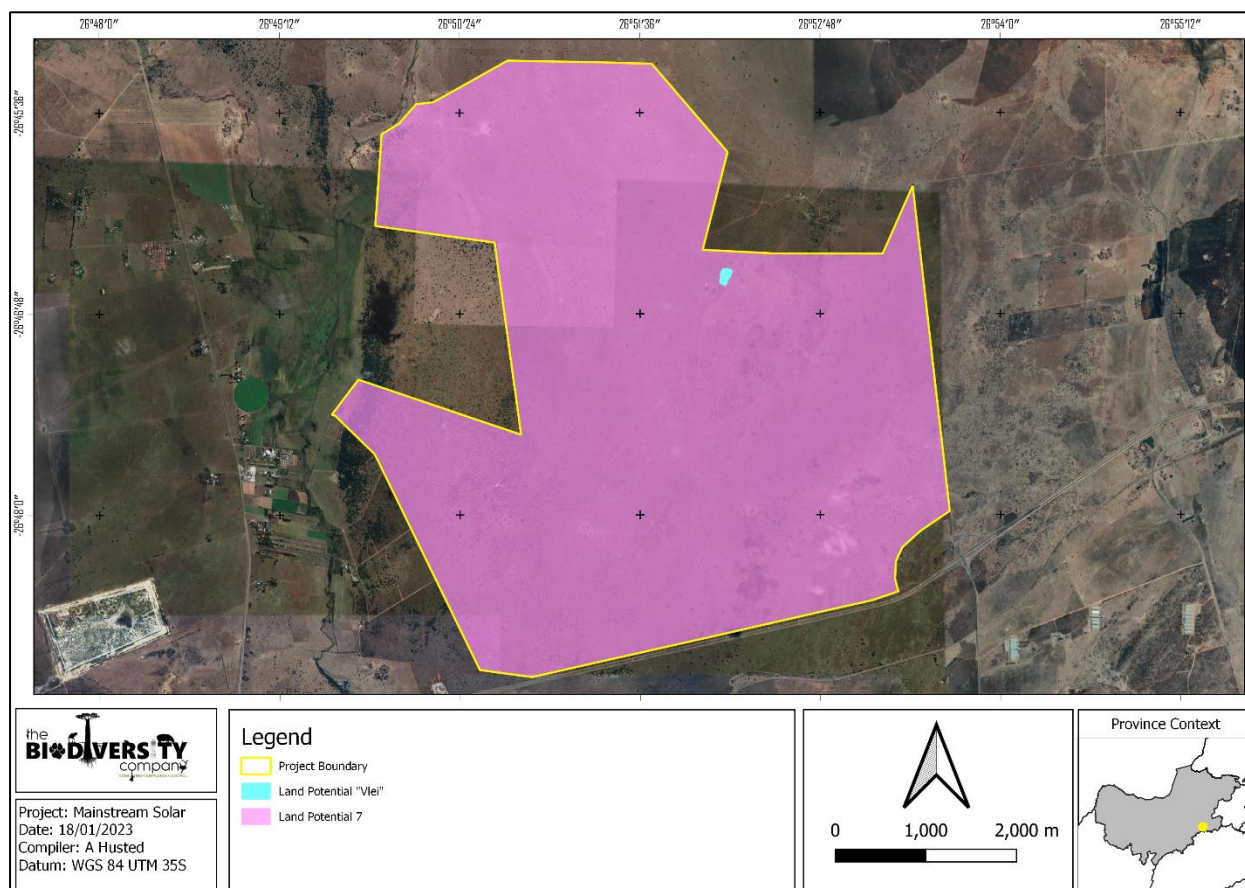 26°48'0" 26°49'12" 26°50'24" 26°51'36" 26°52'48" 26°54'0" 26°55'12"
-26°45'36"
-26°46'48"
-26°48'0"
the
BIODIVERSITY
company
Project: Mainstream Solar
Date: 18/01/2023
Compiler: A Husted
Datum: WGS 84 UTM 35S
Legend
Project Boundary
Land Potential "Vlei"
Land Potential 7
0 1,000 2,000 m
Province Context